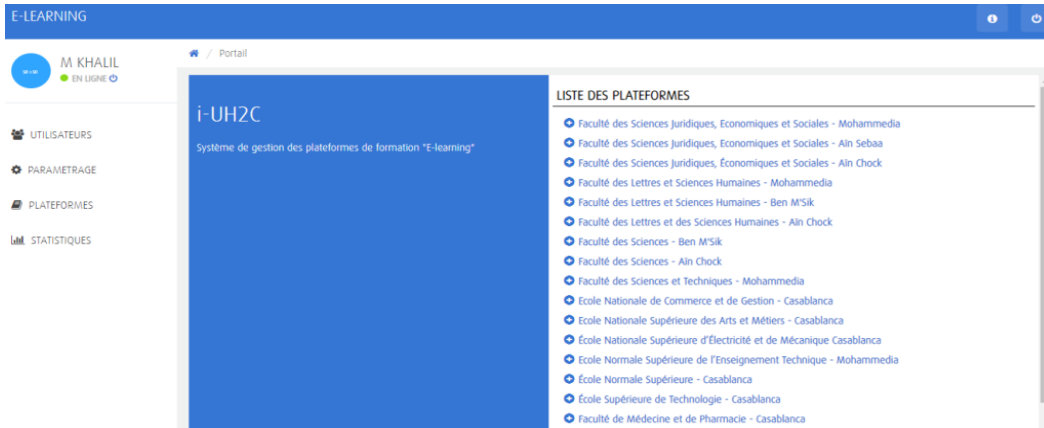 E-LEARNING
M KHALIL
EN LIGNE
Portail
UTILISATEURS
PARAMETRAGE
PLATEFORMES
STATISTIQUES
i-UH2C
Système de gestion des plateformes de formation "E-learning"
LISTE DES PLATEFORMES
Faculté des Sciences Juridiques, Economiques et Sociales - Mohammedia
Faculté des Sciences Juridiques, Economiques et Sociales - Aïn Sebaa
Faculté des Sciences Juridiques, Économiques et Sociales - Aïn Chock
Faculté des Lettres et Sciences Humaines - Mohammedia
Faculté des Lettres et Sciences Humaines - Ben M'Sik
Faculté des Lettres et des Sciences Humaines - Aïn Chock
Faculté des Sciences - Ben M'Sik
Faculté des Sciences - Aïn Chock
Faculté des Sciences et Techniques - Mohammedia
Ecole Nationale de Commerce et de Gestion - Casablanca
Ecole Nationale Supérieure des Arts et Métiers - Casablanca
École Nationale Supérieure d'Électricité et de Mécanique Casablanca
Ecole Normale Supérieure de l'Enseignement Technique - Mohammedia
École Normale Supérieure - Casablanca
École Supérieure de Technologie - Casablanca
Faculté de Médecine et de Pharmacie - Casablanca